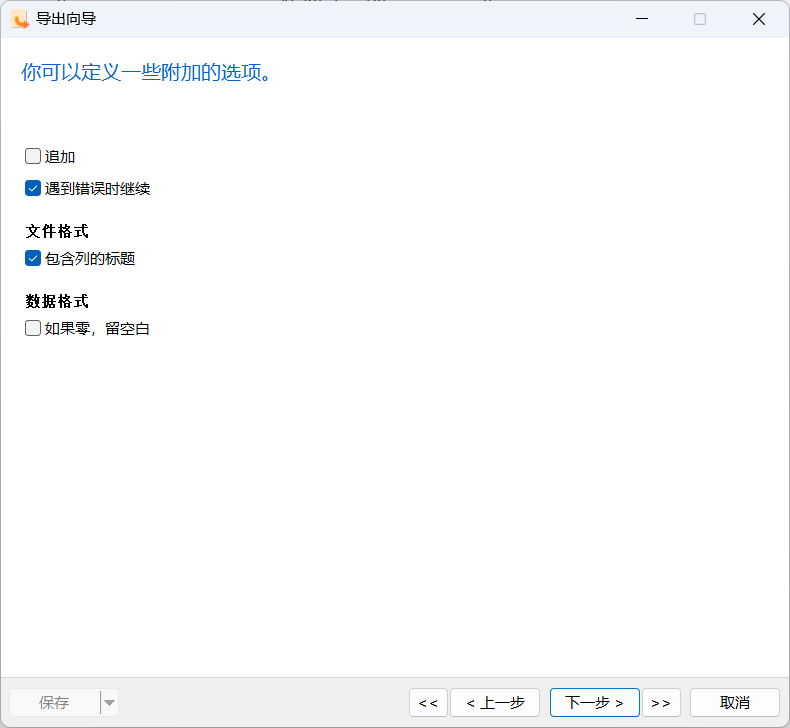 导出向导
你可以定义一些附加的选项。
追加
遇到错误时继续
文件格式
包含列的标题
数据格式
如果零，留空白
保存
<<
< 上一步
下一步 >
>>
取消